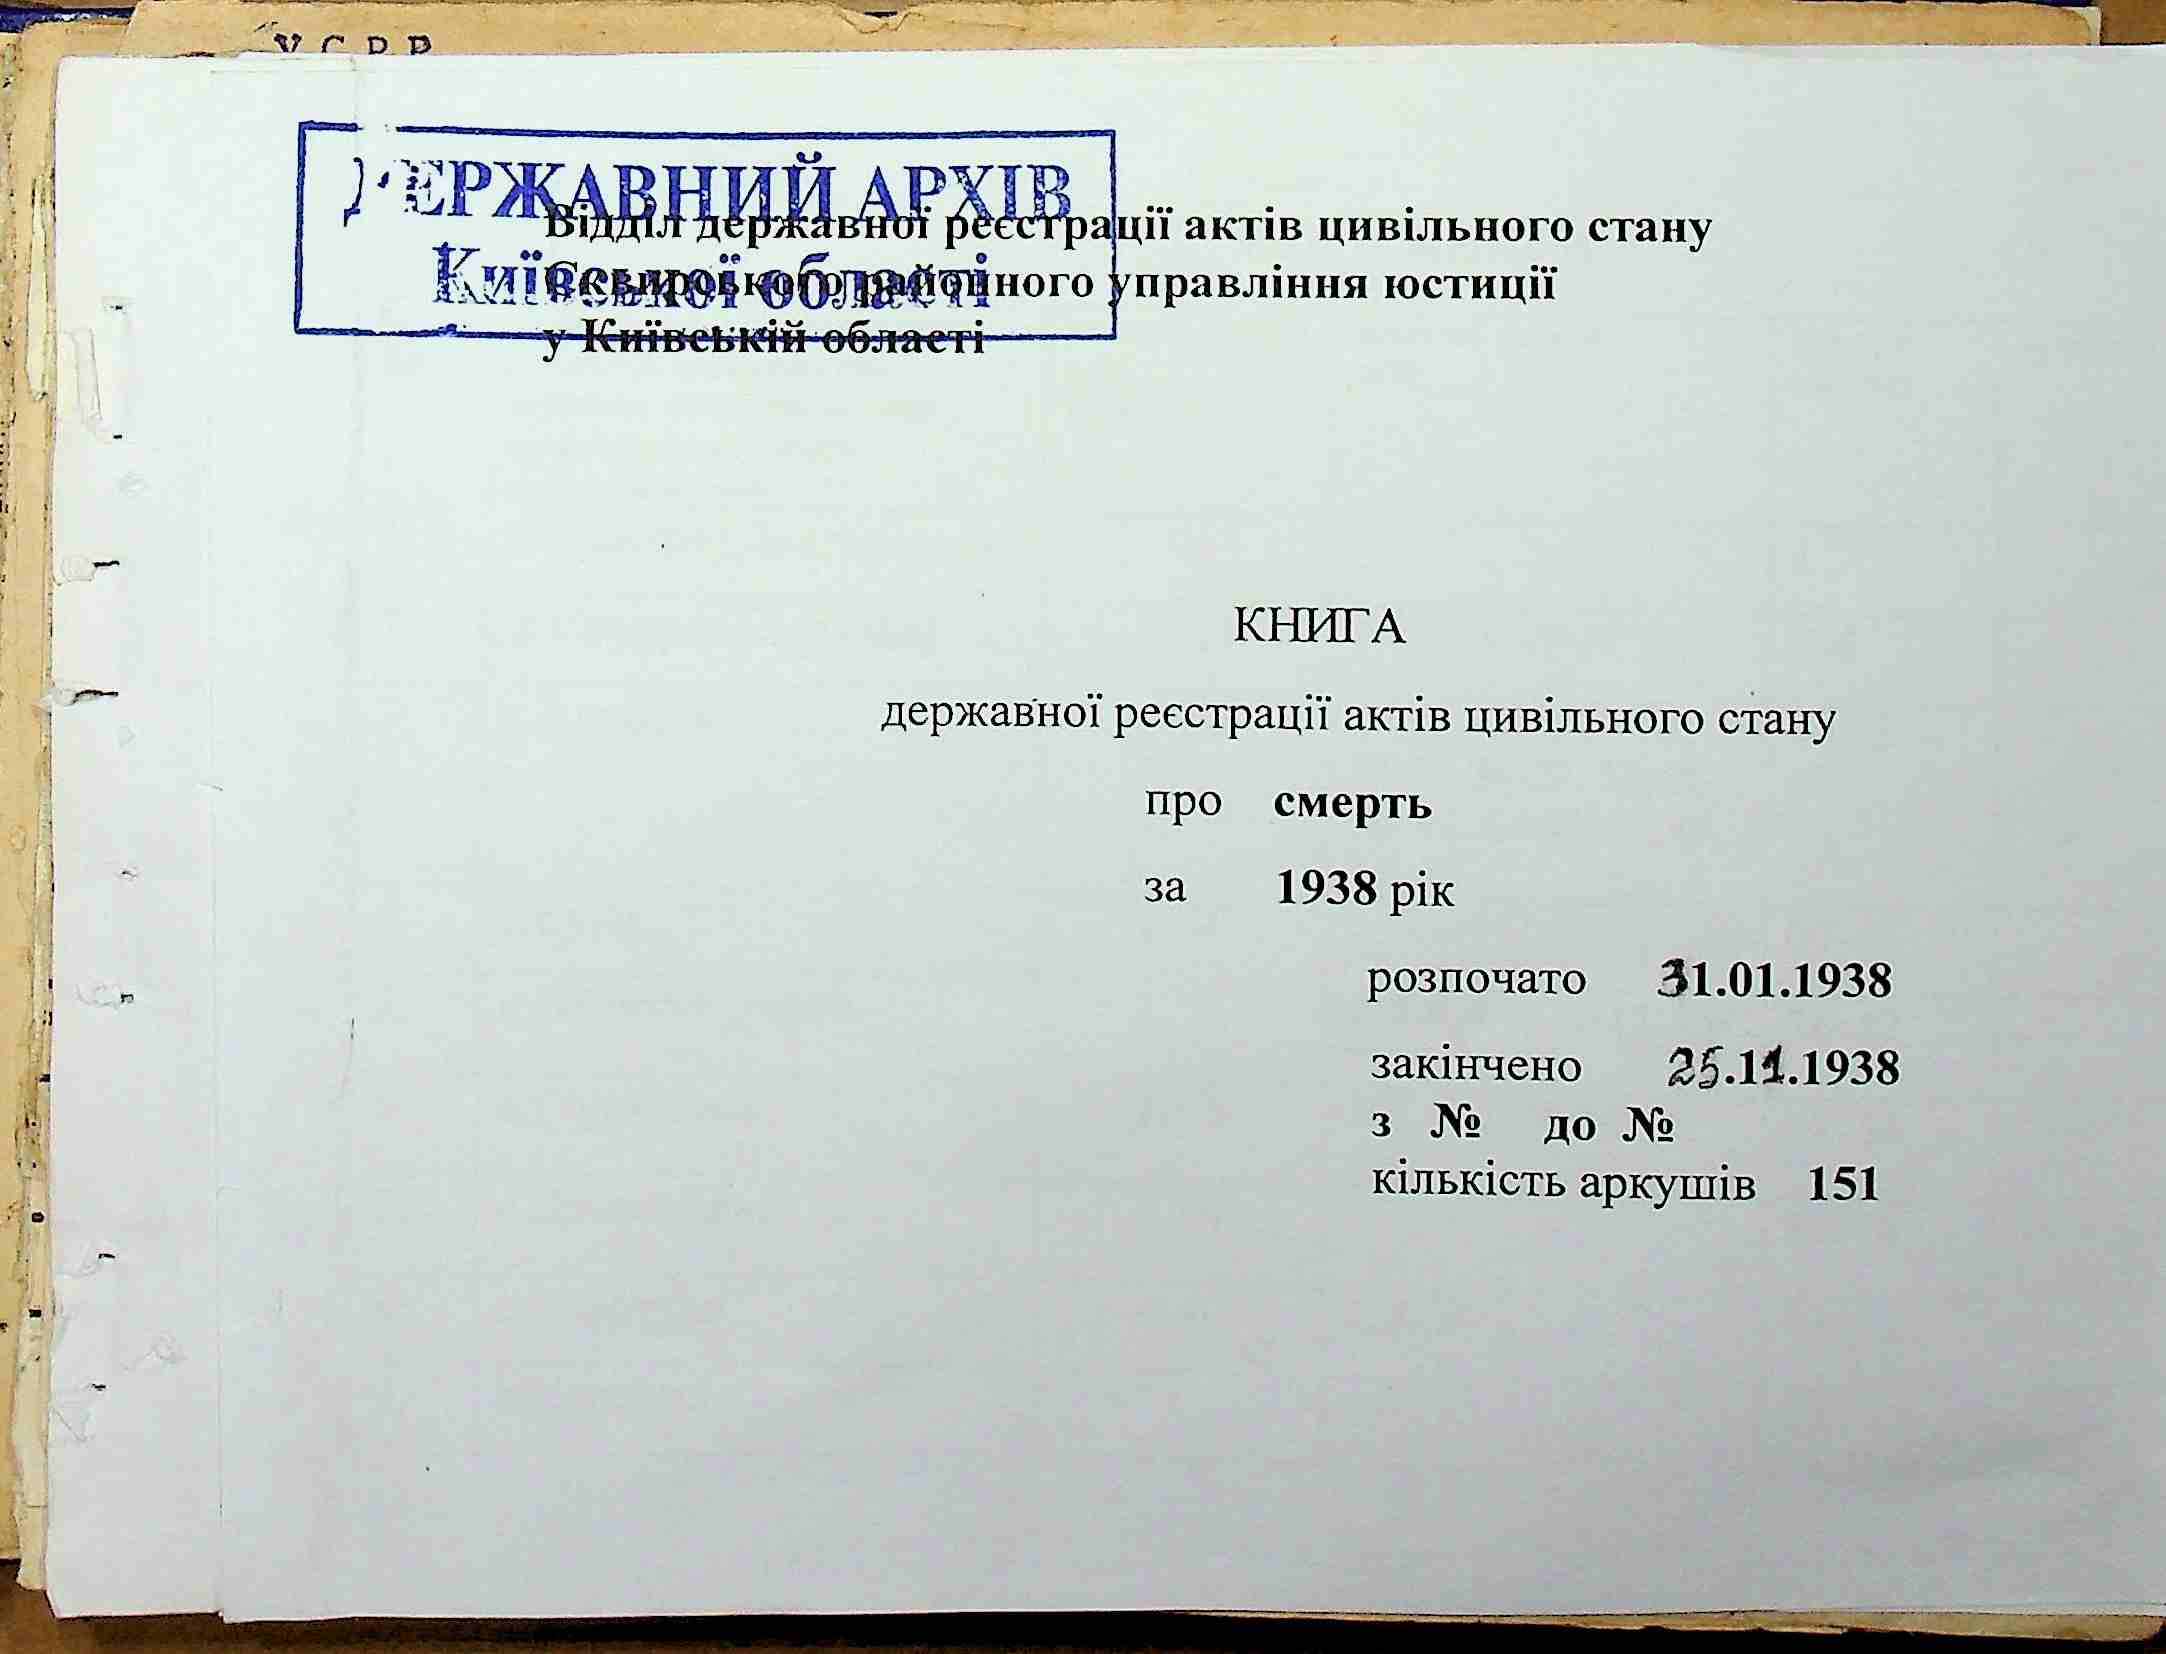 У С Р Р
ДЕРЖАВНИЙ АРХІВ
Київської області
Відділ державної реєстрації актів цивільного стану
Сквирського районного управління юстиції
у Київській області
КНИГА
державної реєстрації актів цивільного стану
про смерть
за 1938 рік
розпочато 31.01.1938
закінчено 25.11.1938
з № до №
кількість аркушів 151